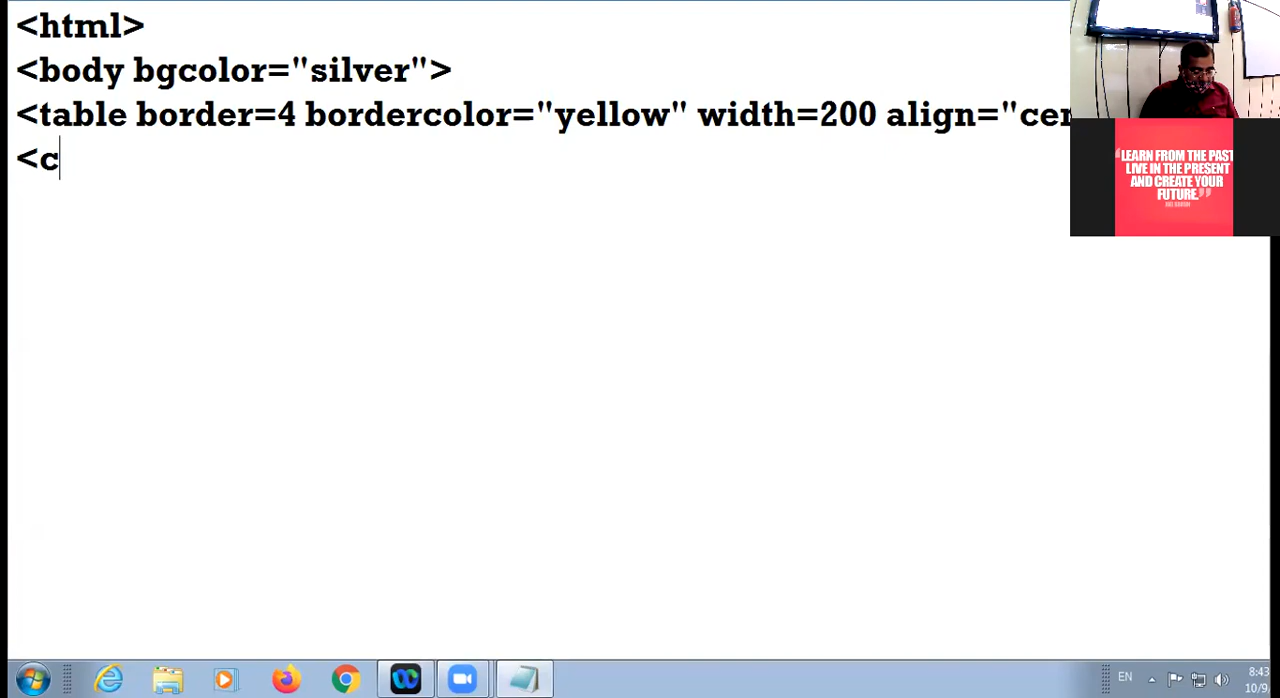 <html>
<body bgcolor="silver">
<table border=4 bordercolor="yellow" width=200 align="cer
<c
"LEARN FROM THE PAST
LIVE IN THE PRESENT
AND CREATE YOUR
FUTURE."
EN
8:43
10/9